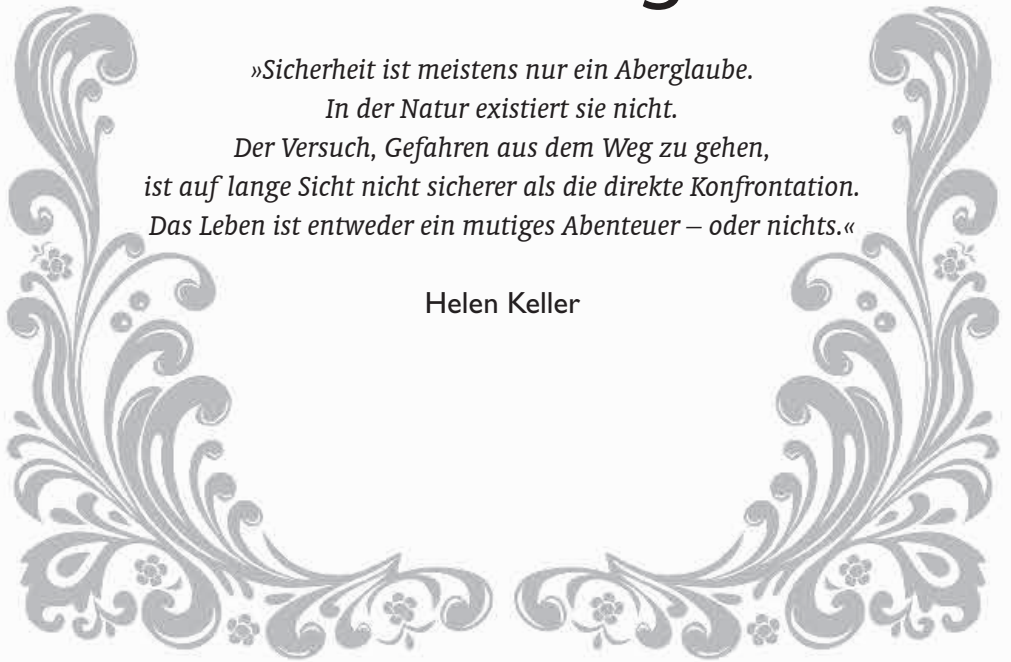 »Sicherheit ist meistens nur ein Aberglaube.
In der Natur existiert sie nicht.
Der Versuch, Gefahren aus dem Weg zu gehen,
ist auf lange Sicht nicht sicherer als die direkte Konfrontation.
Das Leben ist entweder ein mutiges Abenteuer – oder nichts.«
Helen Keller